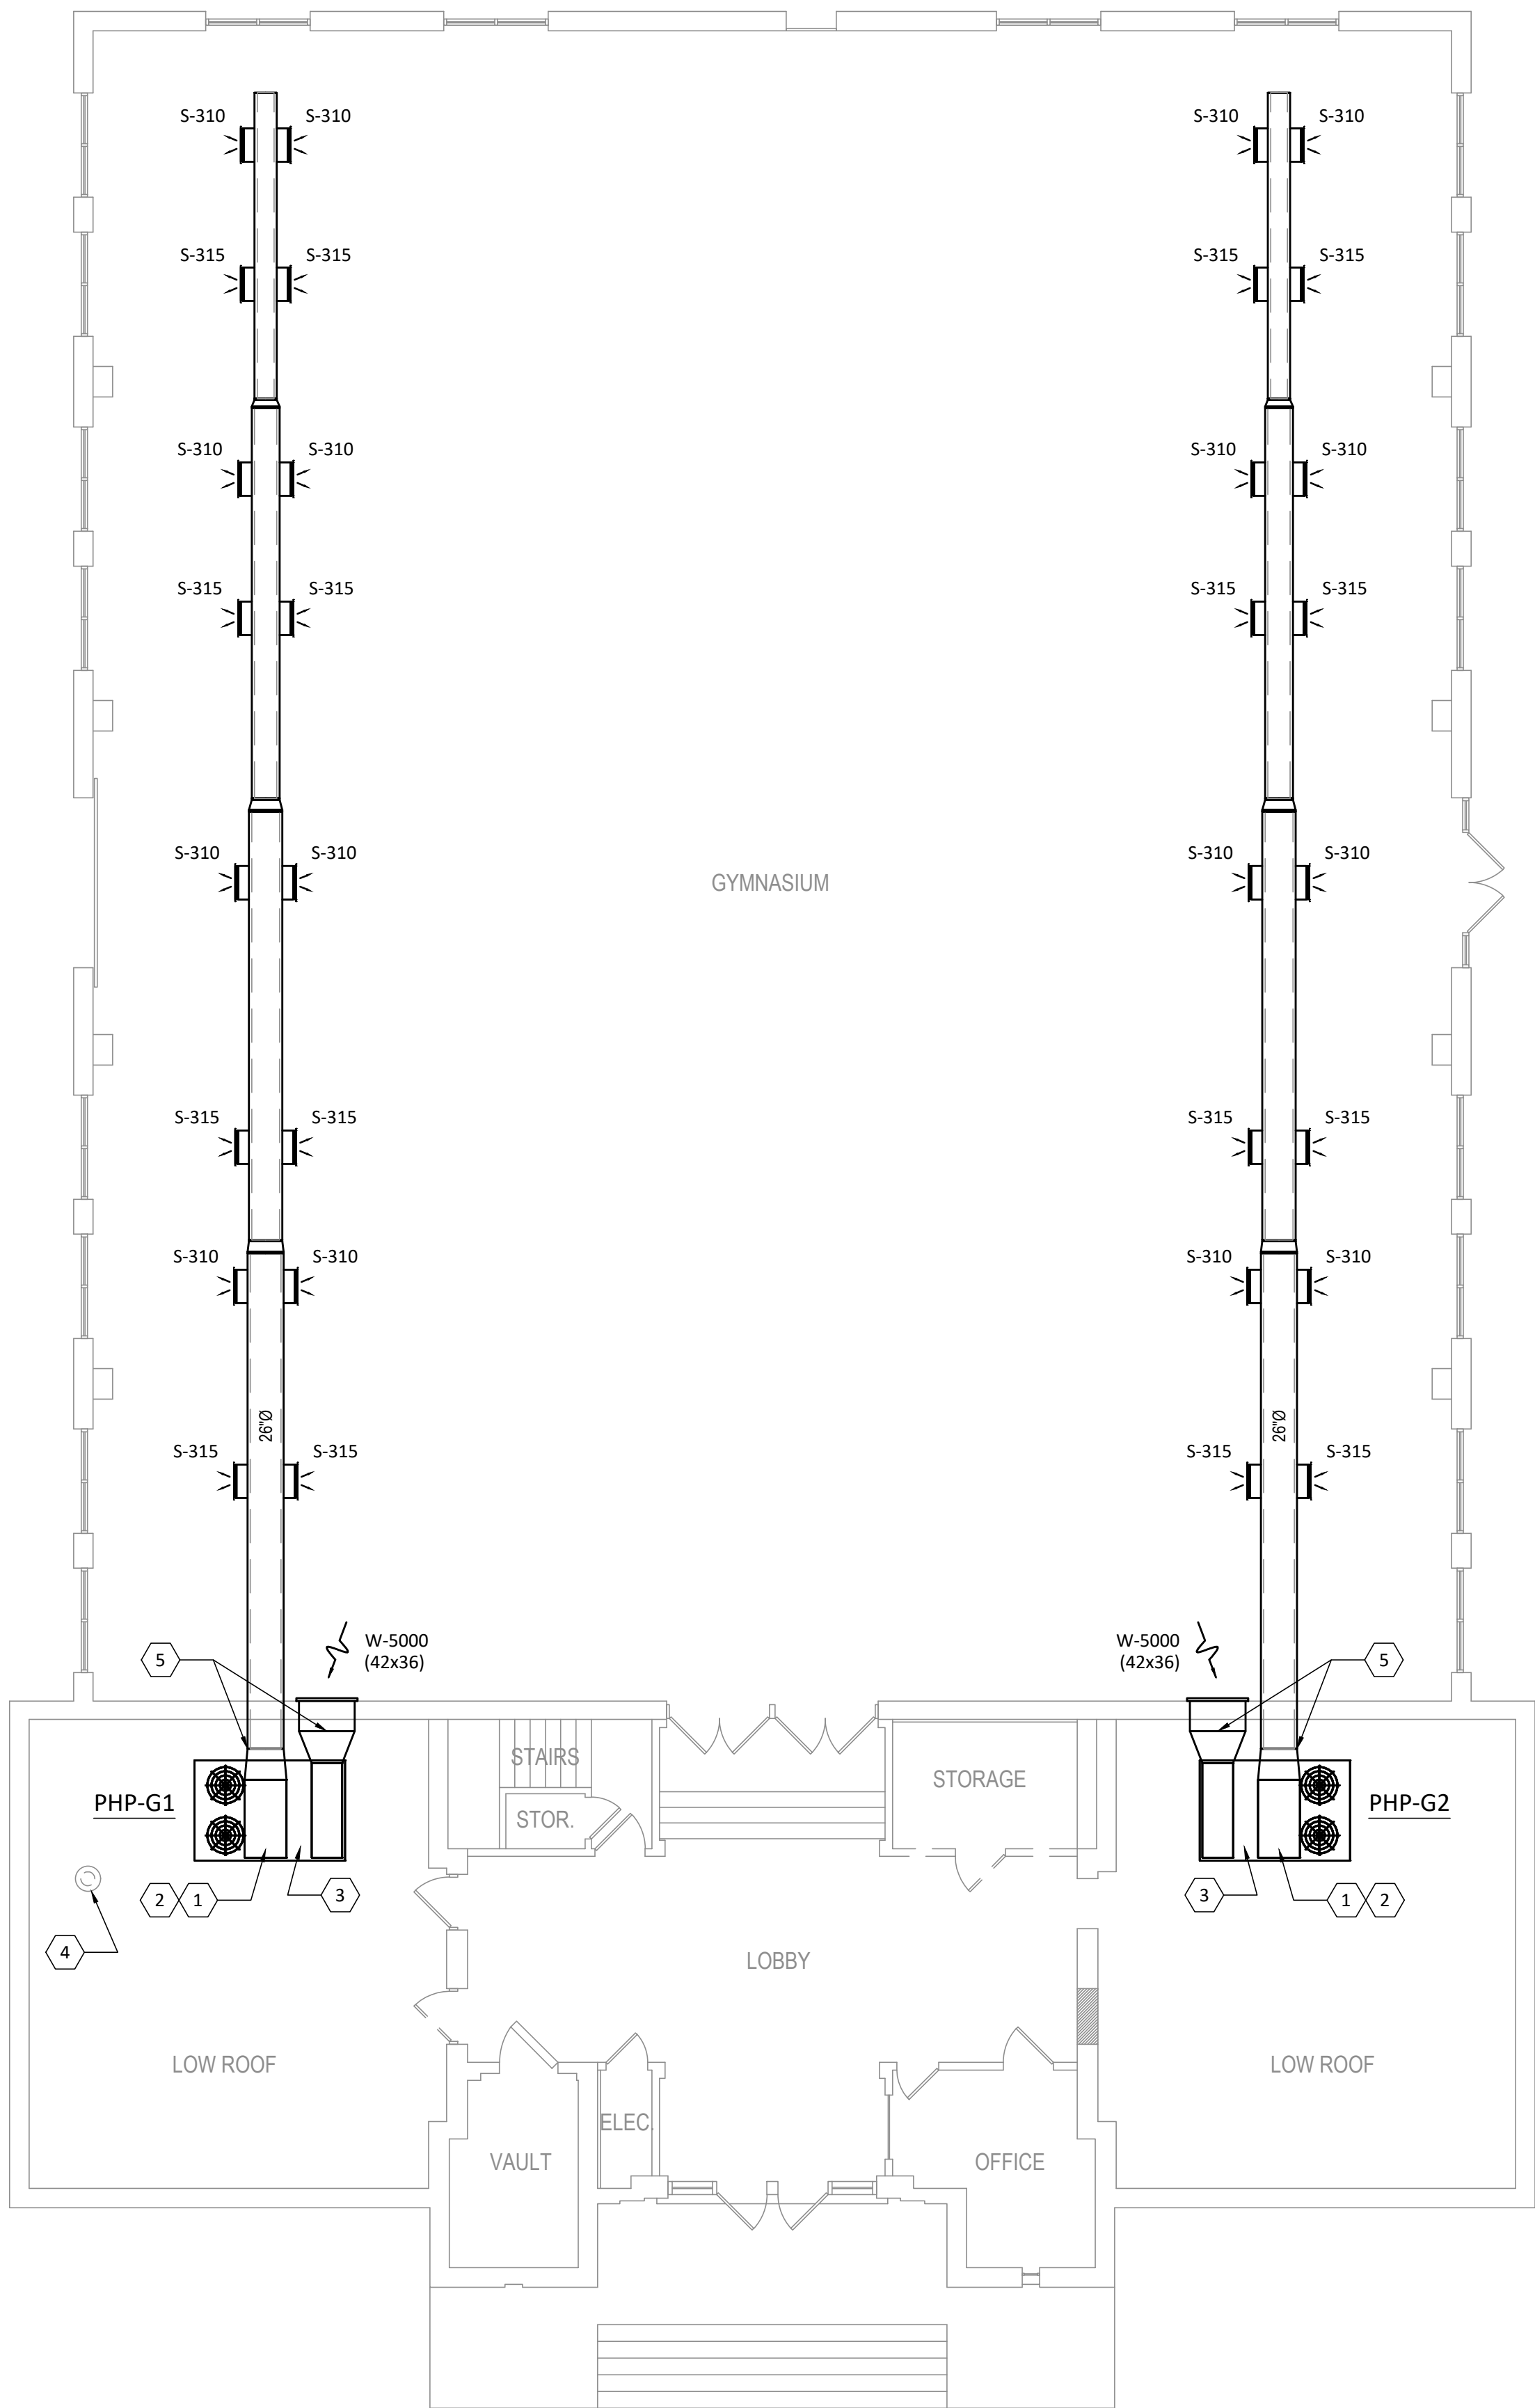 S-310 S-310 S-310 S-310
S-315 S-315 S-315 S-315
S-310 S-310 S-310 S-310
S-315 S-315 S-315 S-315
S-310 S-310 GYMNASIUM S-310 S-310
S-315 S-315 S-315 S-315
S-310 S-310 S-310 S-310
26"Ø 26"Ø
S-315 S-315 S-315 S-315
5 W-5000 W-5000 5
(42x36) (42x36)
STAIRS STORAGE
PHP-G1 STOR. PHP-G2
2 1 3 3 1 2
4 LOBBY
LOW ROOF LOW ROOF
ELEC.
VAULT OFFICE